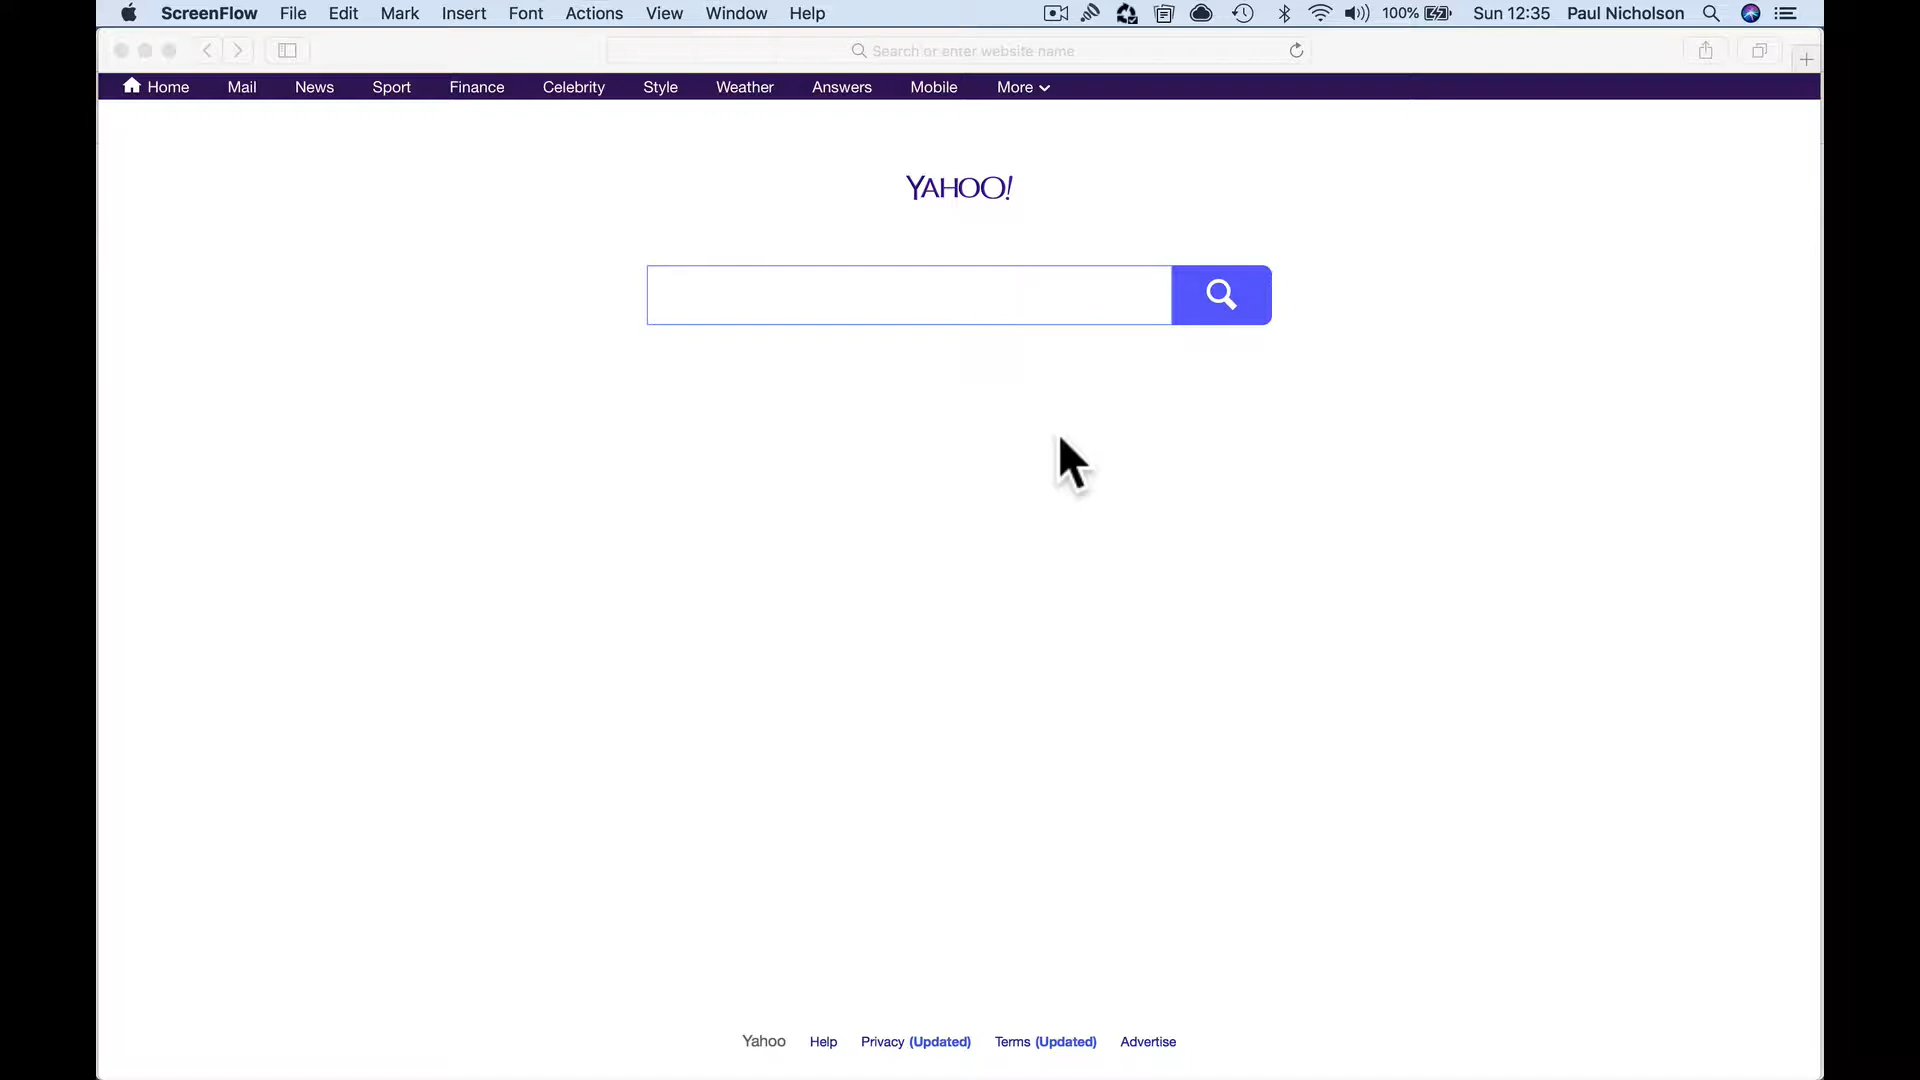 ScreenFlow File Edit Mark Insert Font Actions View Window Help 100% Sun 12:35 Paul Nicholson
Search or enter website name
Home Mail News Sport Finance Celebrity Style Weather Answers Mobile More
YAHOO!
Yahoo Help Privacy (Updated) Terms (Updated) Advertise